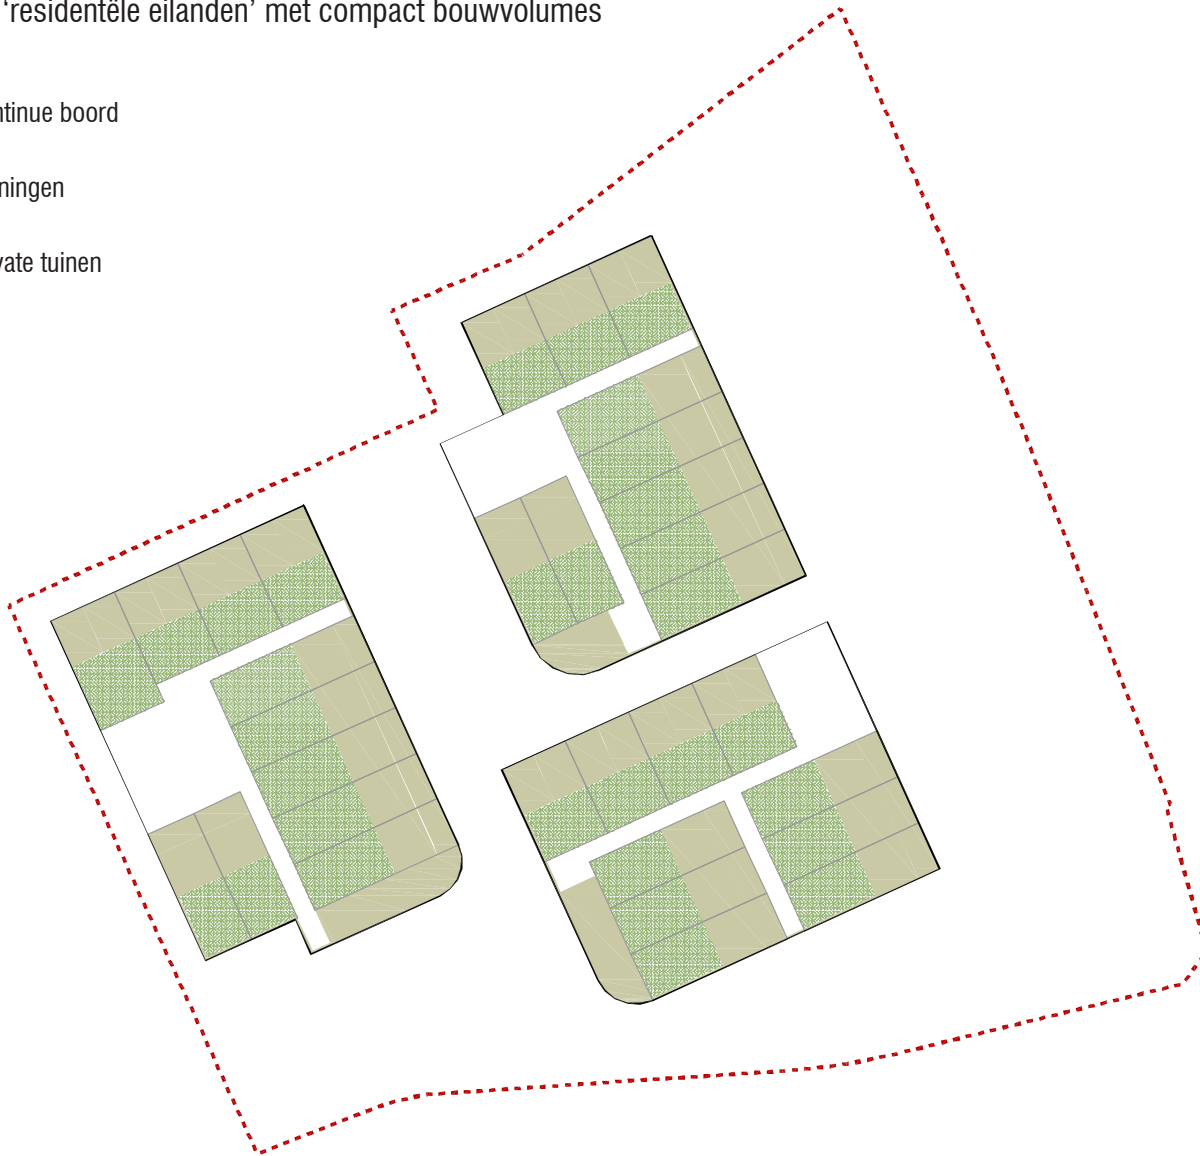 ‘residentële eilanden’ met compact bouwvolumes
ntinue boord
ningen
vate tuinen